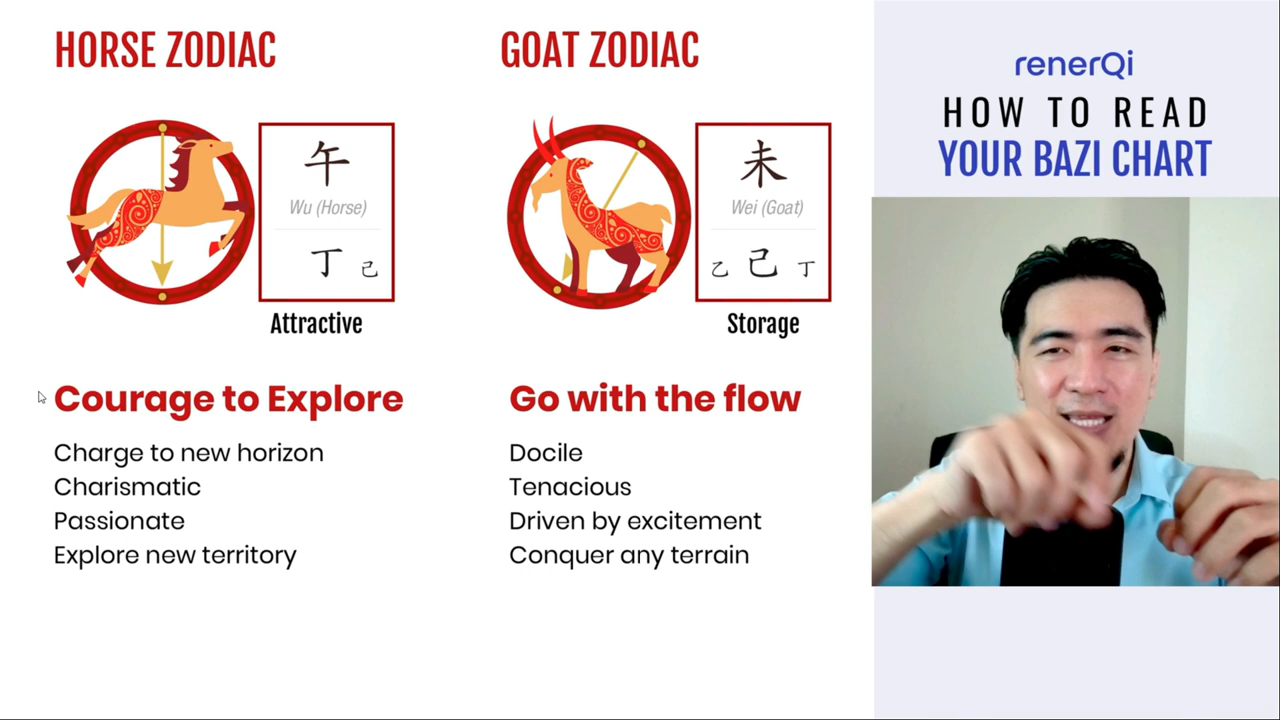 HORSE ZODIAC
午
Wu (Horse)
丁 己
Attractive
Courage to Explore
Charge to new horizon
Charismatic
Passionate
Explore new territory
GOAT ZODIAC
未
Wei (Goat)
乙 己 丁
Storage
Go with the flow
Docile
Tenacious
Driven by excitement
Conquer any terrain
renerQi
HOW TO READ
YOUR BAZI CHART